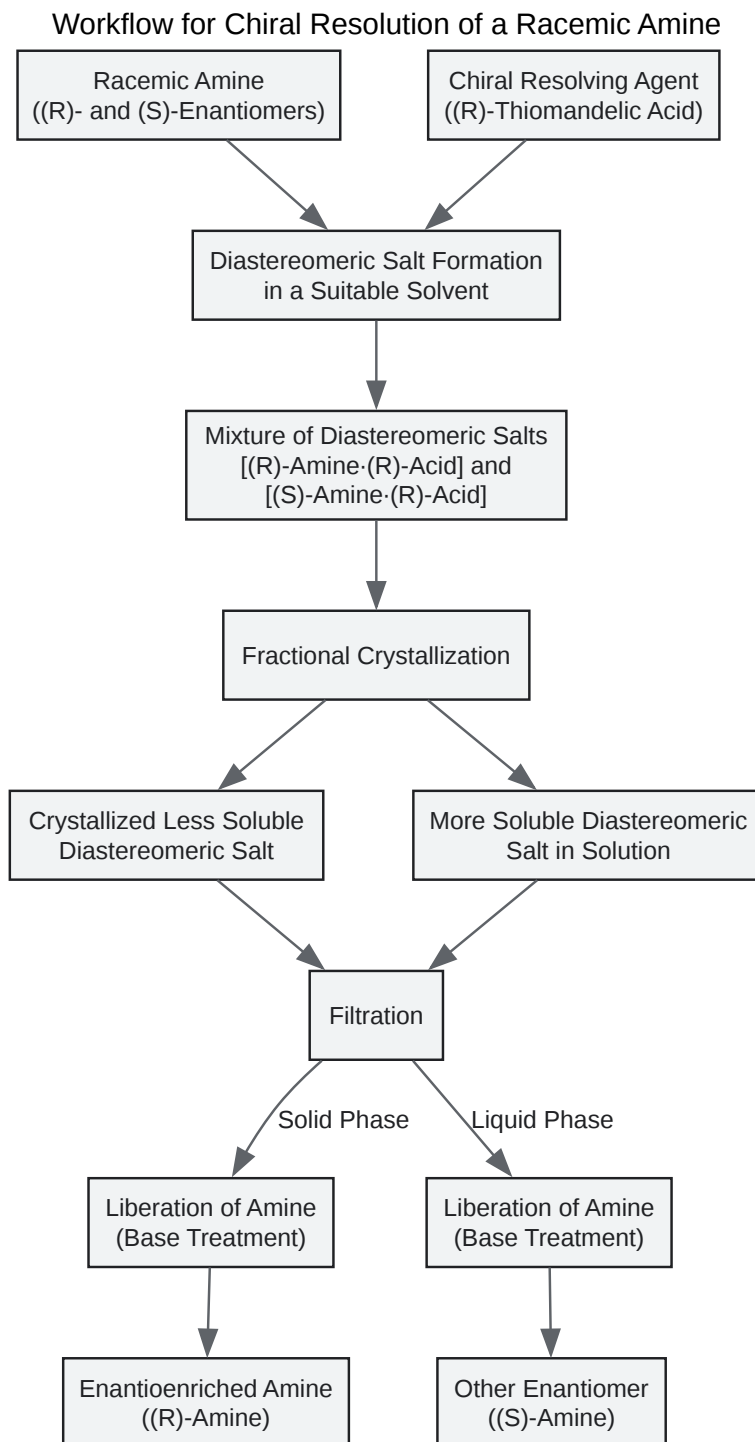 Workflow for Chiral Resolution of a Racemic Amine
Racemic Amine
((R)- and (S)-Enantiomers)
Chiral Resolving Agent
((R)-Thiomandelic Acid)
Diastereomeric Salt Formation
in a Suitable Solvent
Mixture of Diastereomeric Salts
[(R)-Amine·(R)-Acid] and
[(S)-Amine·(R)-Acid]
Fractional Crystallization
Crystallized Less Soluble
Diastereomeric Salt
More Soluble Diastereomeric
Salt in Solution
Filtration
Solid Phase
Liquid Phase
Liberation of Amine
(Base Treatment)
Liberation of Amine
(Base Treatment)
Enantioenriched Amine
((R)-Amine)
Other Enantiomer
((S)-Amine)